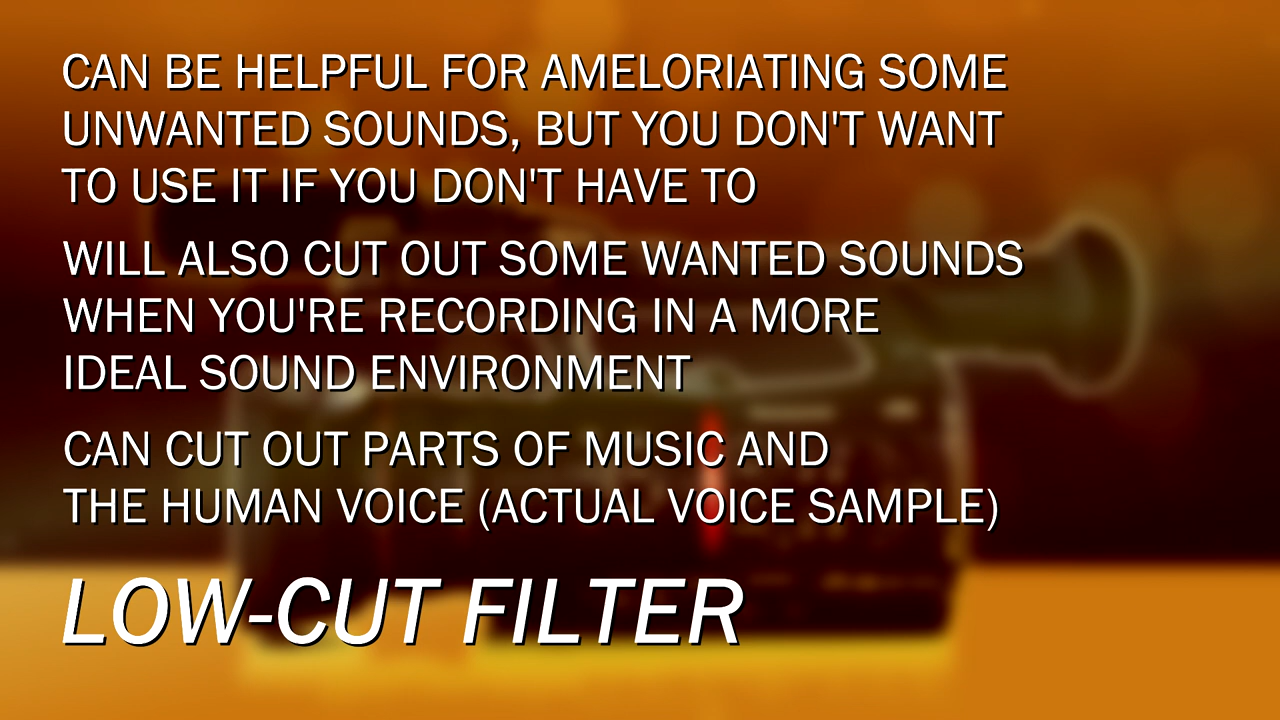 CAN BE HELPFUL FOR AMELORIATING SOME
UNWANTED SOUNDS, BUT YOU DON'T WANT
TO USE IT IF YOU DON'T HAVE TO
WILL ALSO CUT OUT SOME WANTED SOUNDS
WHEN YOU'RE RECORDING IN A MORE
IDEAL SOUND ENVIRONMENT
CAN CUT OUT PARTS OF MUSIC AND
THE HUMAN VOICE (ACTUAL VOICE SAMPLE)
LOW-CUT FILTER